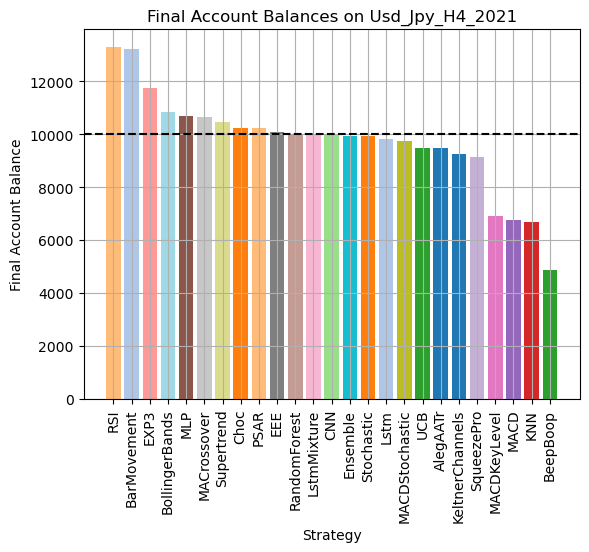 Final Account Balances on Usd_Jpy_H4_2021
Final Account Balance
12000
10000
8000
6000
4000
2000
0
RSI
BarMovement
EXP3
BollingerBands
MLP
MACrossover
Supertrend
Choc
PSAR
EEE
RandomForest
LstmMixture
CNN
Ensemble
Stochastic
Lstm
MACDStochastic
UCB
AlegAATr
KeltnerChannels
SqueezePro
MACDKeyLevel
MACD
KNN
BeepBoop
Strategy